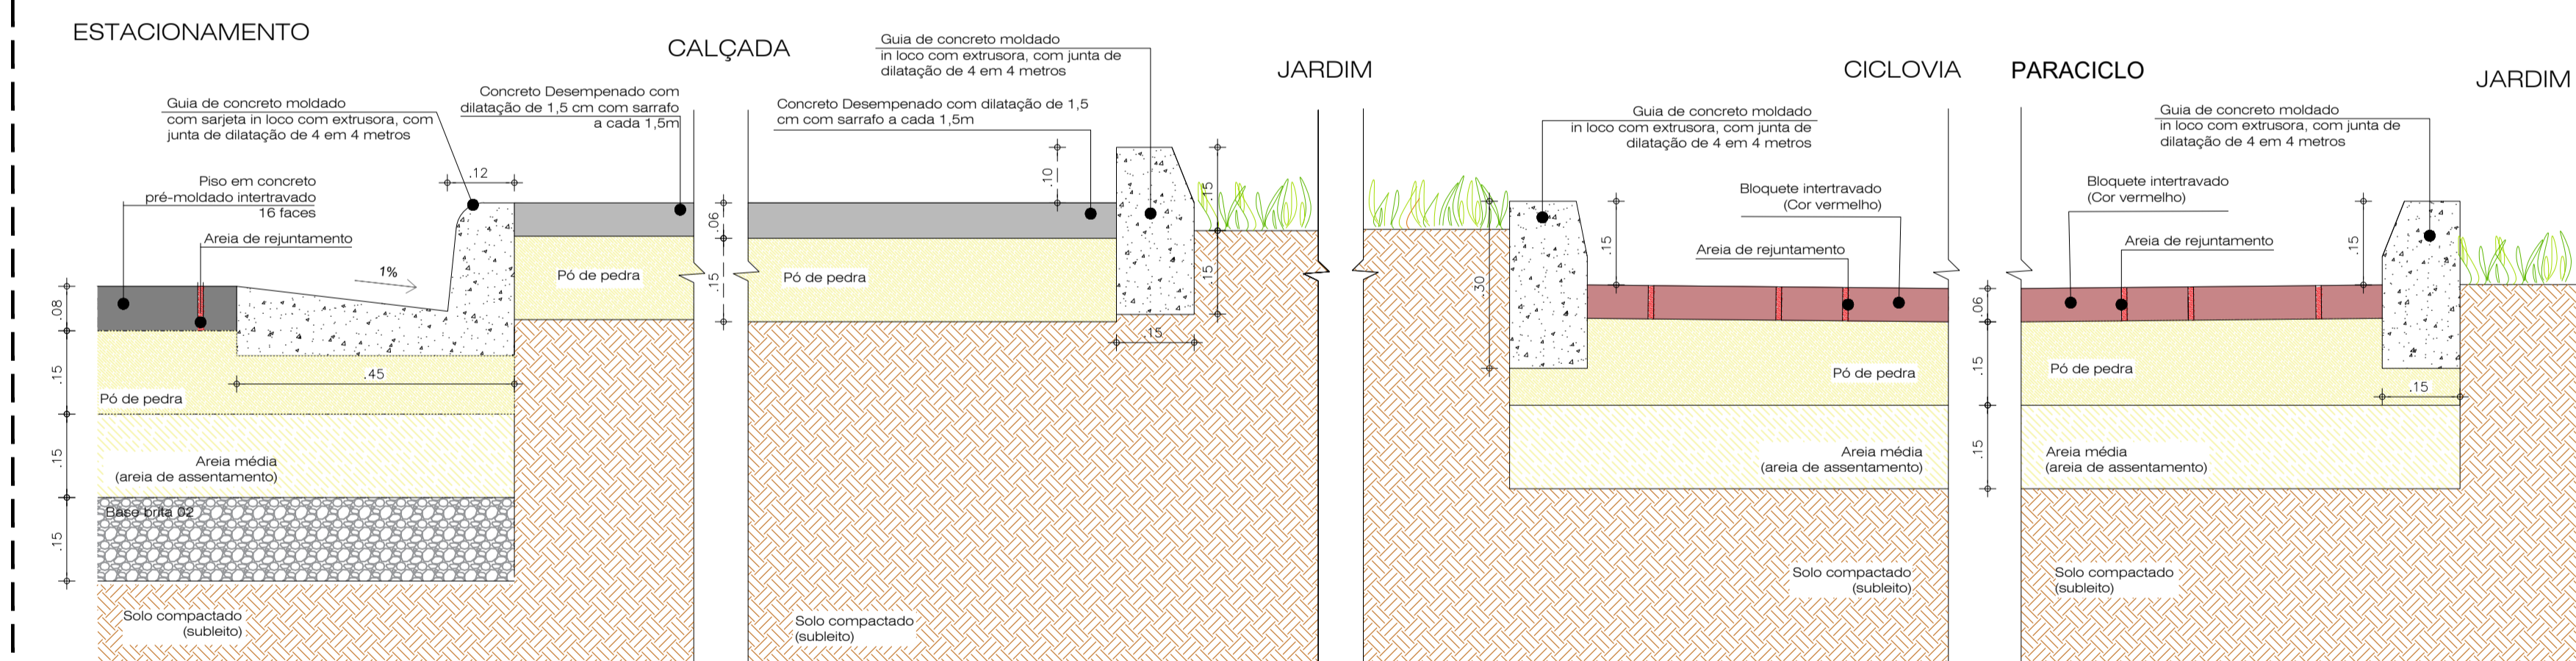 ESTACIONAMENTO
Guia de concreto moldado
com sarjeta in loco com extrusora, com
junta de dilatação de 4 em 4 metros
Piso em concreto
pré-moldado intertravado
16 faces
Areia de rejuntamento
1%
.12
.08
.15
.15
.15
.45
Pó de pedra
Areia média
(areia de assentamento)
Base brita 02
Solo compactado
(subleito)
CALÇADA
Concreto Desempenado com
dilatação de 1,5 cm com sarrafo
a cada 1,5m
Pó de pedra
.06
.15
Guia de concreto moldado
in loco com extrusora, com junta de
dilatação de 4 em 4 metros
Concreto Desempenado com dilatação de 1,5
cm com sarrafo a cada 1,5m
.10
.15
.15
.15
Pó de pedra
Solo compactado
(subleito)
JARDIM
CICLOVIA
Guia de concreto moldado
in loco com extrusora, com junta de
dilatação de 4 em 4 metros
Bloquete intertravado
(Cor vermelho)
Areia de rejuntamento
.30
.15
Pó de pedra
Areia média
(areia de assentamento)
Solo compactado
(subleito)
PARACICLO
Guia de concreto moldado
in loco com extrusora, com junta de
dilatação de 4 em 4 metros
Bloquete intertravado
(Cor vermelho)
Areia de rejuntamento
.15
.06
.15
.15
.15
Pó de pedra
Areia média
(areia de assentamento)
Solo compactado
(subleito)
JARDIM